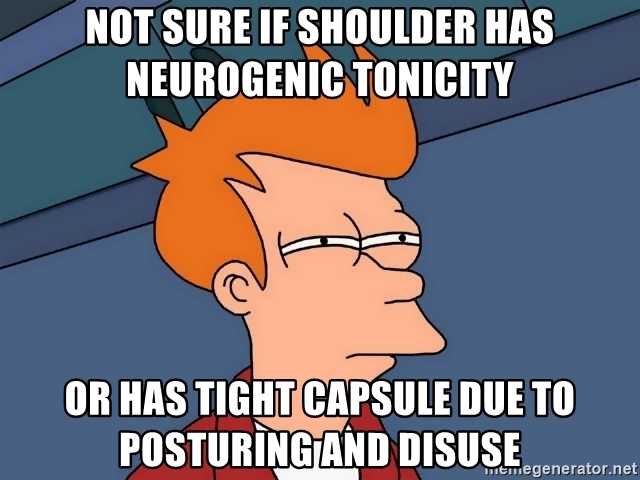 NOT SURE IF SHOULDER HAS
NEUROGENIC TONICITY
OR HAS TIGHT CAPSULE DUE TO
POSTURING AND DISUSE
memegenerator.net